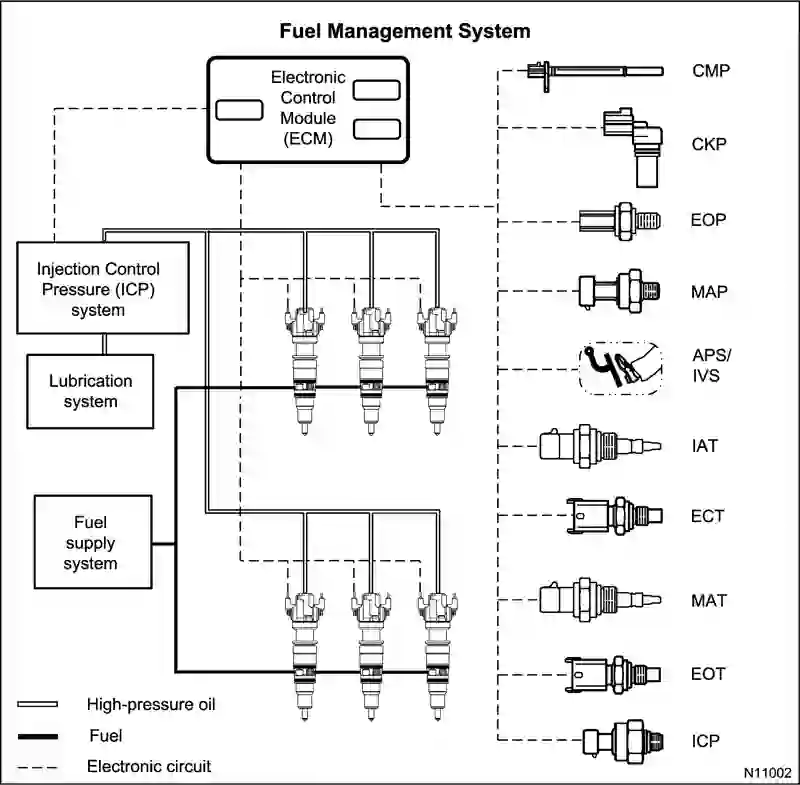 Fuel Management System
Electronic
Control
Module
(ECM)
CMP
CKP
EOP
Injection Control
Pressure (ICP)
system
MAP
Lubrication
system
APS/
IVS
IAT
Fuel
supply
system
ECT
MAT
EOT
ICP
High-pressure oil
Fuel
Electronic circuit
N11002